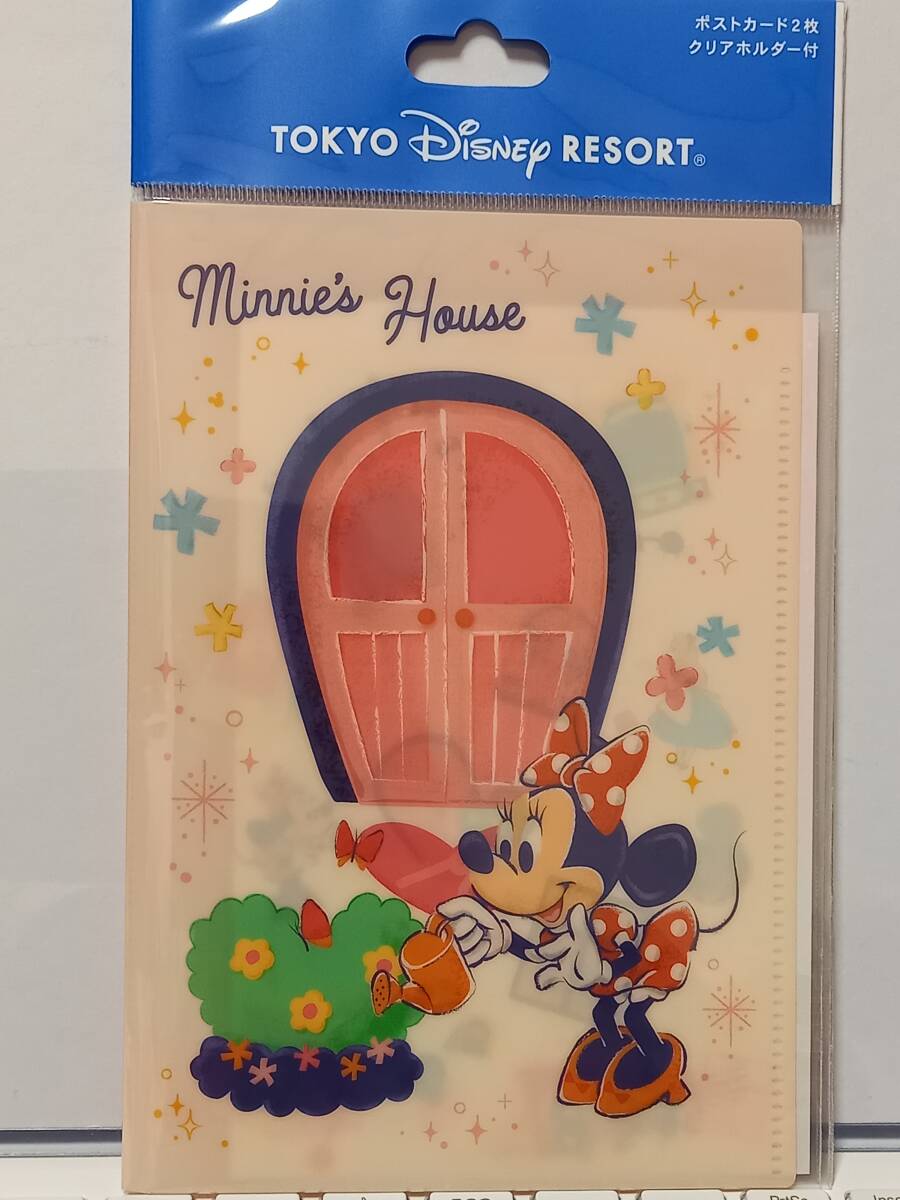 ポストカード2枚
クリアホルダー付
TOKYO Disney RESORT®
Minnie's House